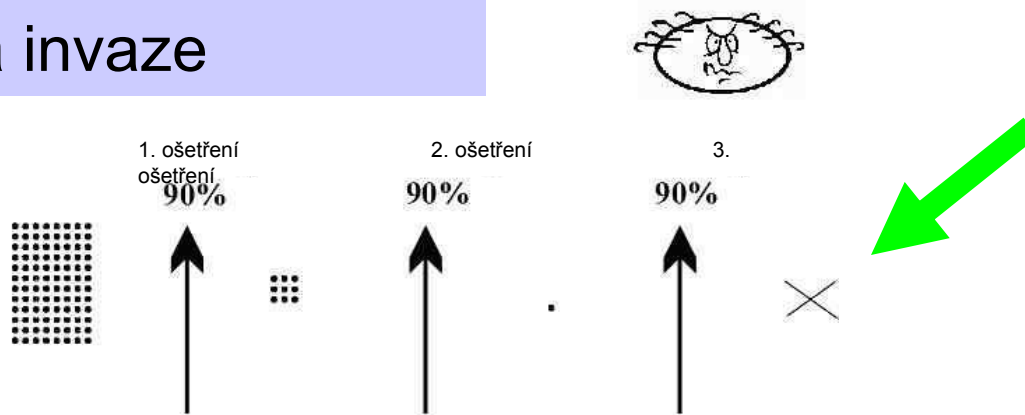 invaze
1. ošetření 2. ošetření 3.
ošetření
90% 90% 90%